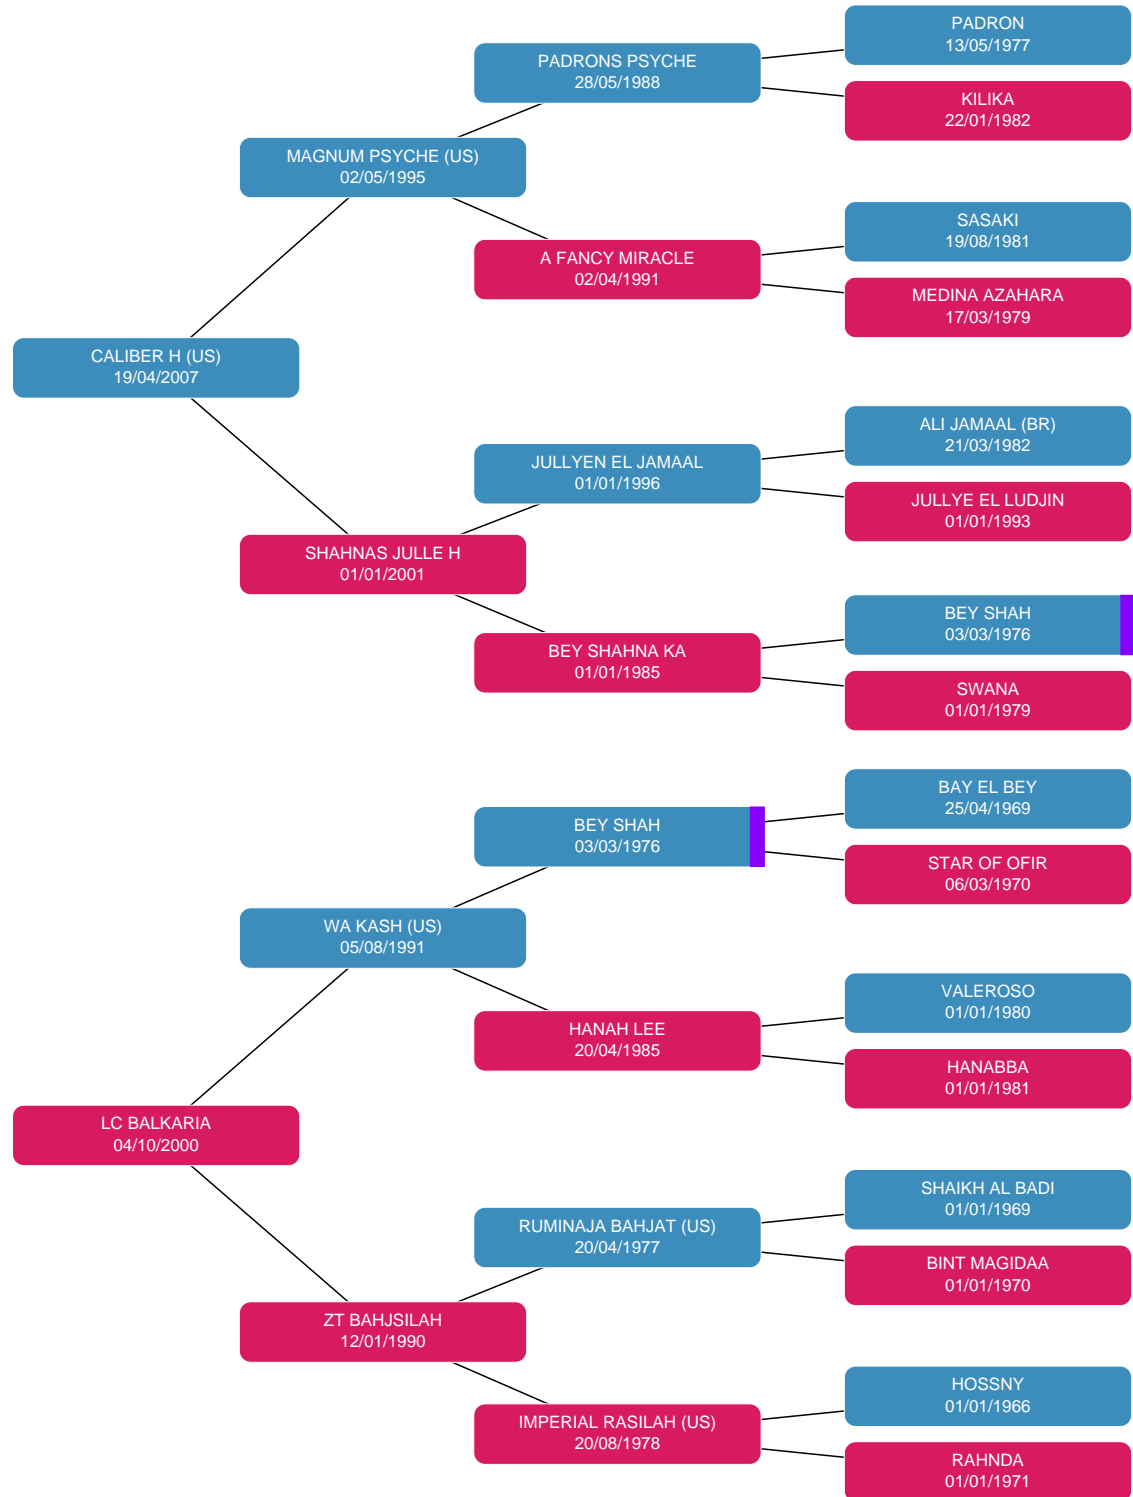 PADRON
13/05/1977
PADRONS PSYCHE
28/05/1988
KILIKA
22/01/1982
MAGNUM PSYCHE (US)
02/05/1995
SASAKI
19/08/1981
A FANCY MIRACLE
02/04/1991
MEDINA AZAHARA
17/03/1979
CALIBER H (US)
19/04/2007
ALI JAMAAL (BR)
21/03/1982
JULLYEN EL JAMAAL
01/01/1996
JULLYE EL LUDJIN
01/01/1993
SHAHNAS JULLE H
01/01/2001
BEY SHAH
03/03/1976
BEY SHAHNA KA
01/01/1985
SWANA
01/01/1979
BAY EL BEY
25/04/1969
BEY SHAH
03/03/1976
STAR OF OFIR
06/03/1970
WA KASH (US)
05/08/1991
VALEROSO
01/01/1980
HANAH LEE
20/04/1985
HANABBA
01/01/1981
LC BALKARIA
04/10/2000
SHAIKH AL BADI
01/01/1969
RUMINAJA BAHJAT (US)
20/04/1977
BINT MAGIDAA
01/01/1970
ZT BAHJSILAH
12/01/1990
HOSSNY
01/01/1966
IMPERIAL RASILAH (US)
20/08/1978
RAHNDA
01/01/1971